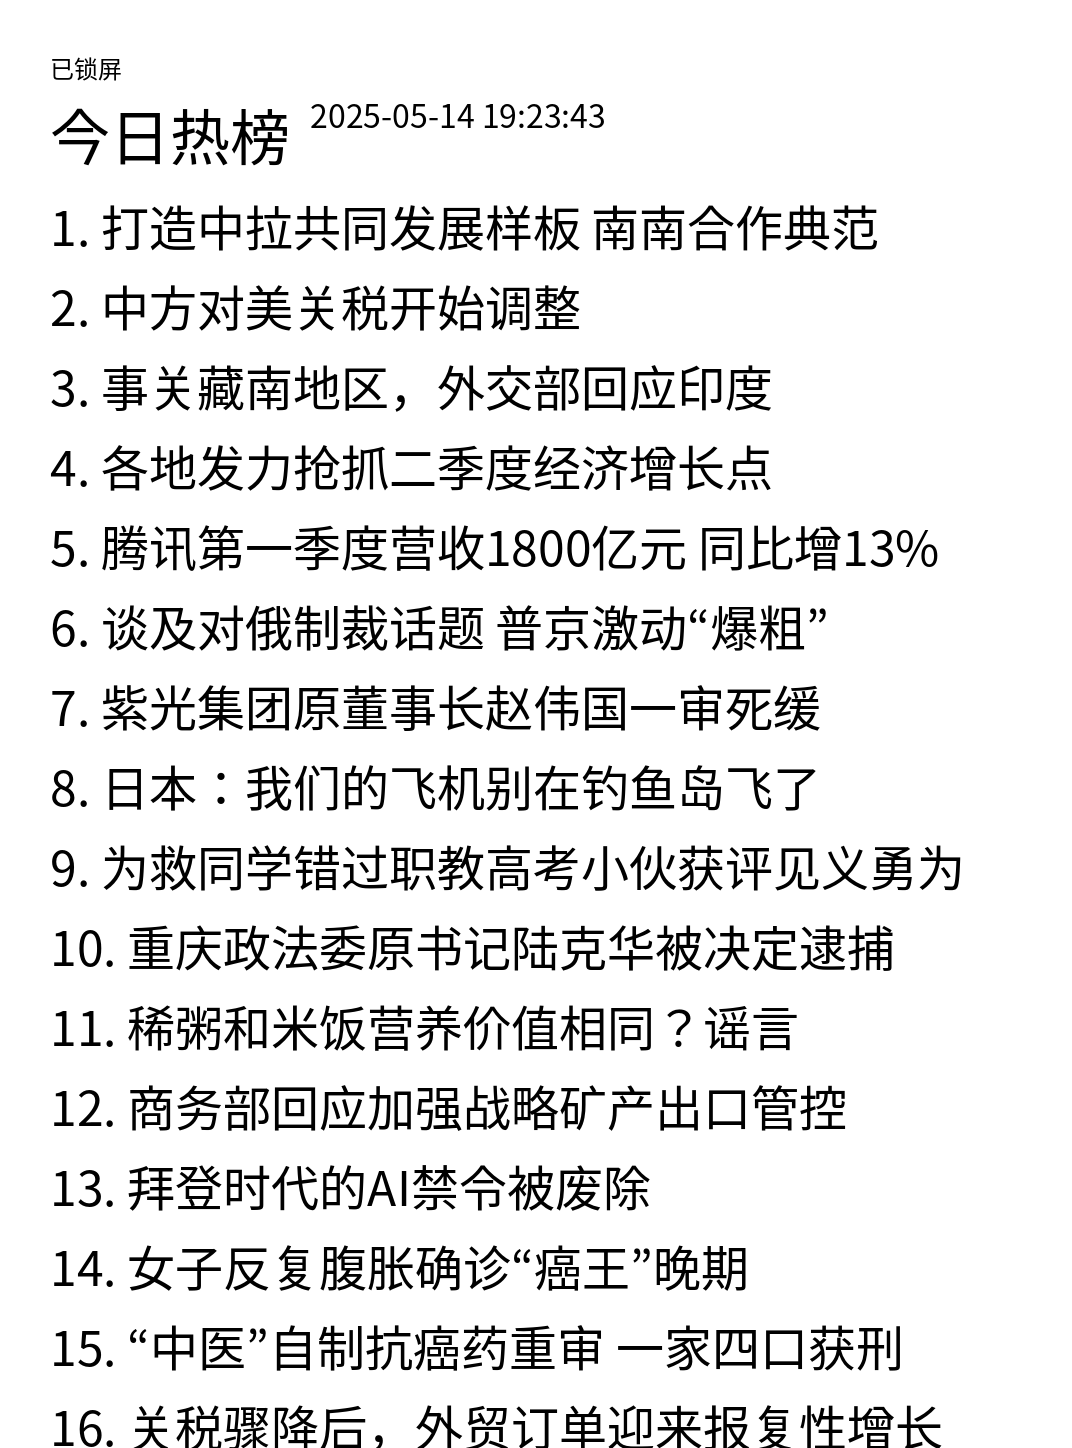 已锁屏
今日热榜 2025-05-14 19:23:43
1. 打造中拉共同发展样板 南南合作典范
2. 中方对美关税开始调整
3. 事关藏南地区，外交部回应印度
4. 各地发力抢抓二季度经济增长点
5. 腾讯第一季度营收1800亿元 同比增13%
6. 谈及对俄制裁话题 普京激动“爆粗”
7. 紫光集团原董事长赵伟国一审死缓
8. 日本：我们的飞机别在钓鱼岛飞了
9. 为救同学错过职教高考小伙获评见义勇为
10. 重庆政法委原书记陆克华被决定逮捕
11. 稀粥和米饭营养价值相同？谣言
12. 商务部回应加强战略矿产出口管控
13. 拜登时代的AI禁令被废除
14. 女子反复腹胀确诊“癌王”晚期
15. “中医”自制抗癌药重审 一家四口获刑
16. 关税骤降后，外贸订单迎来报复性增长